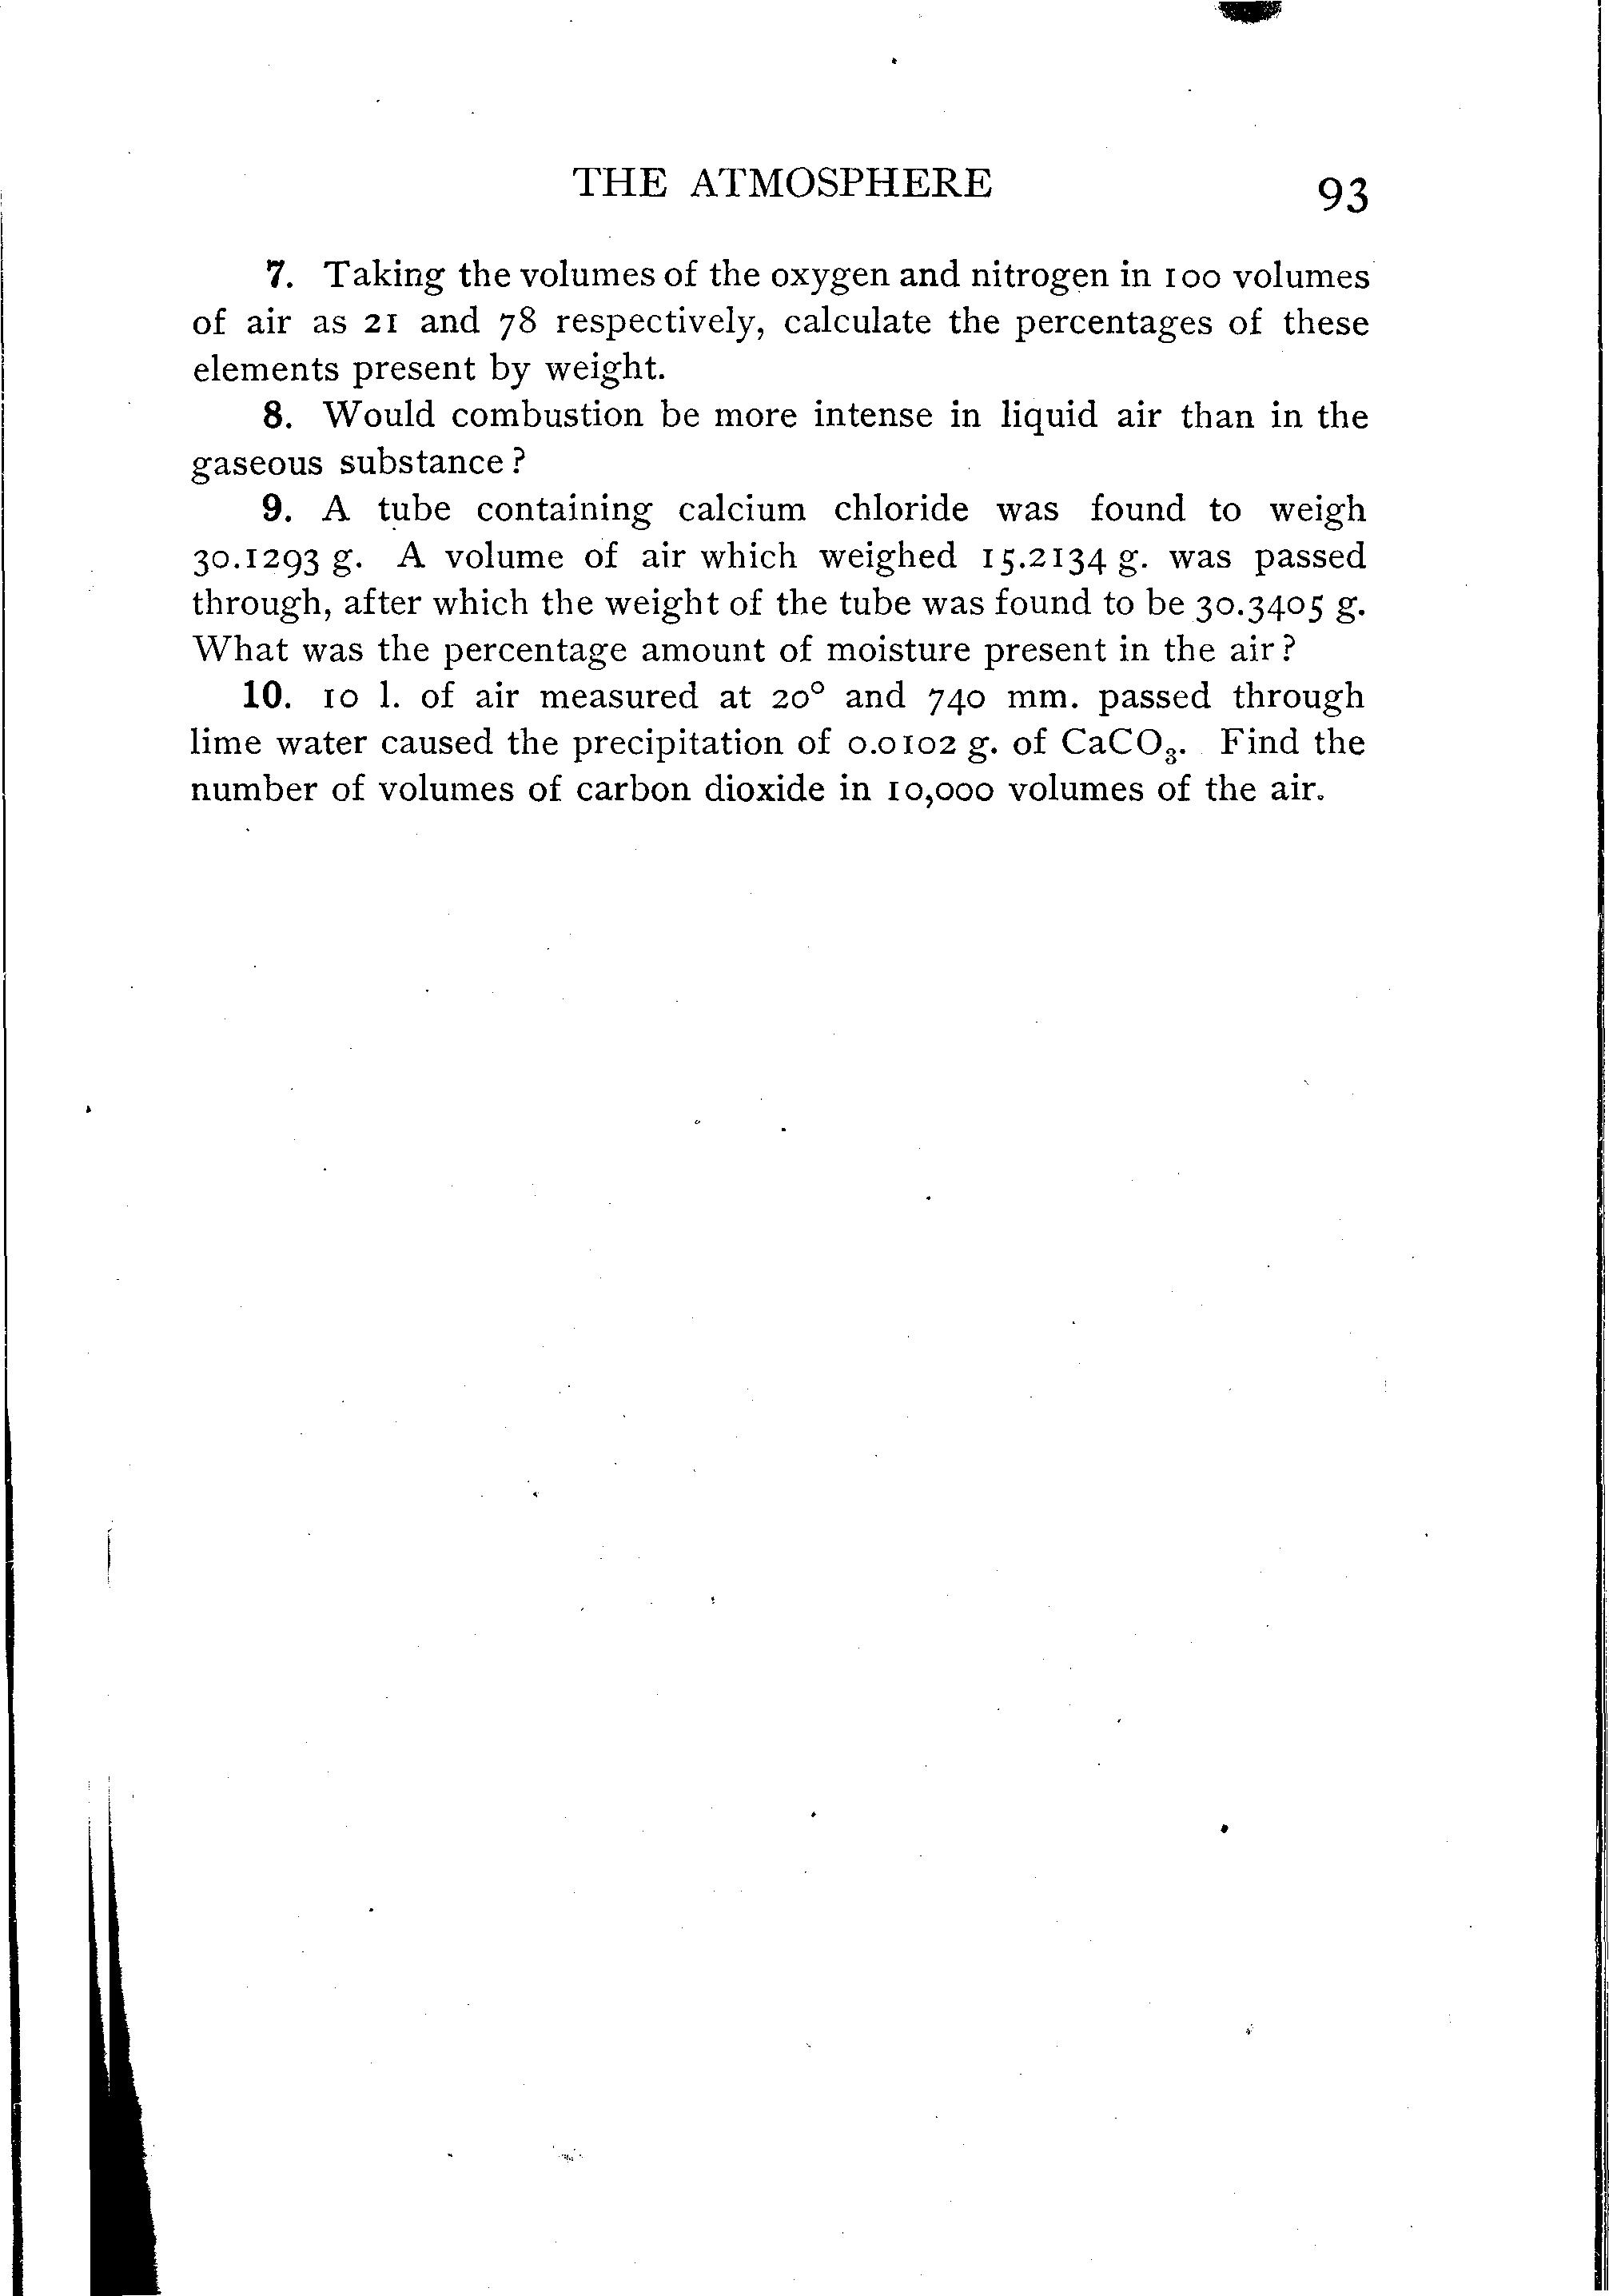 THE ATMOSPHERE 93
7. Taking the volumes of the oxygen and nitrogen in 100 volumes
of air as 21 and 78 respectively, calculate the percentages of these
elements present by weight.
8. Would combustion be more intense in liquid air than in the
gaseous substance?
9. A tube containing calcium chloride was found to weigh
30.1293 g. A volume of air which weighed 15.2134 g. was passed
through, after which the weight of the tube was found to be 30.3405 g.
What was the percentage amount of moisture present in the air?
10. 10 l. of air measured at 20° and 740 mm. passed through
lime water caused the precipitation of 0.0102 g. of CaCO₃. Find the
number of volumes of carbon dioxide in 10,000 volumes of the air.